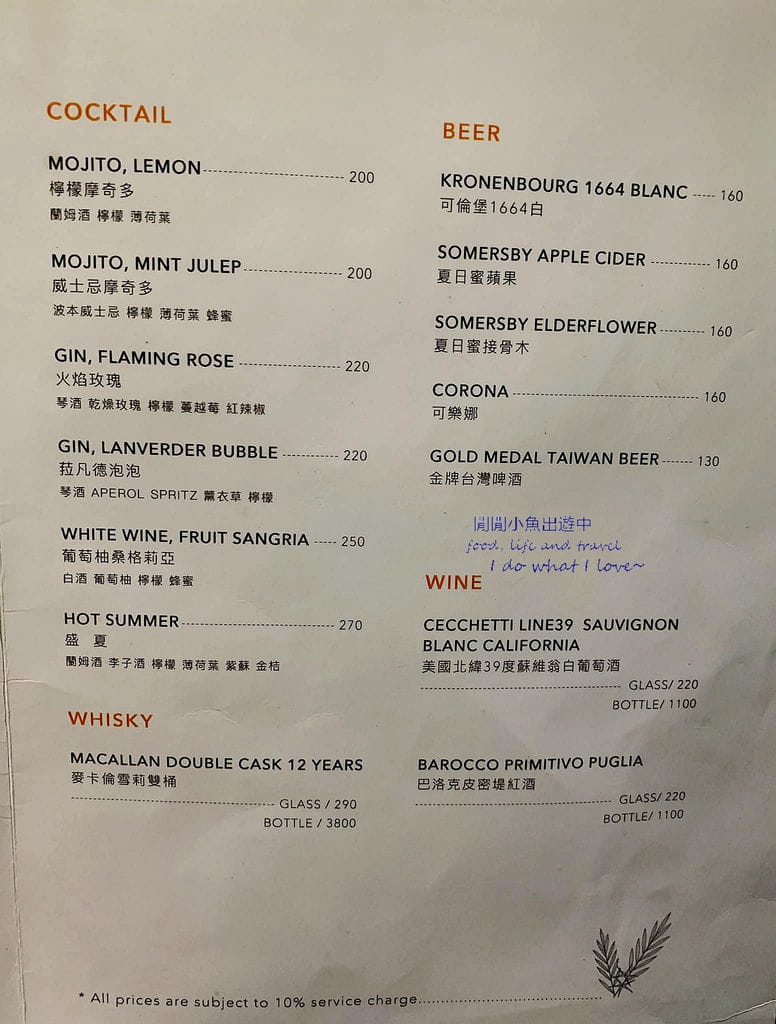 COCKTAIL
MOJITO, LEMON 200
檸檬摩奇多
蘭姆酒 檸檬 薄荷葉
MOJITO, MINT JULEP 200
威士忌摩奇多
波本威士忌 檸檬 薄荷葉 蜂蜜
GIN, FLAMING ROSE 220
火焰玫瑰
琴酒 乾燥玫瑰 檸檬 蔓越莓 紅辣椒
GIN, LANVERDER BUBBLE 220
菈凡德泡泡
琴酒 APEROL SPRITZ 薰衣草 檸檬
WHITE WINE, FRUIT SANGRIA 250
葡萄柚桑格莉亞
白酒 葡萄柚 檸檬 蜂蜜
HOT SUMMER 270
盛 夏
蘭姆酒 李子酒 檸檬 薄荷葉 紫蘇 金桔
WHISKY
MACALLAN DOUBLE CASK 12 YEARS
麥卡倫雪莉雙桶
GLASS / 290
BOTTLE / 3800
BEER
KRONENBOURG 1664 BLANC 160
可倫堡1664白
SOMERSBY APPLE CIDER 160
夏日蜜蘋果
SOMERSBY ELDERFLOWER 160
夏日蜜接骨木
CORONA 160
可樂娜
GOLD MEDAL TAIWAN BEER 130
金牌台灣啤酒
閒閒小魚出遊中
food, life and travel
I do what I love~
WINE
CECCHETTI LINE39 SAUVIGNON
BLANC CALIFORNIA
美國北緯39度蘇維翁白葡萄酒
GLASS/ 220
BOTTLE/ 1100
BAROCCO PRIMITIVO PUGLIA
巴洛克皮密堤紅酒
GLASS/ 220
BOTTLE/ 1100
* All prices are subject to 10% service charge